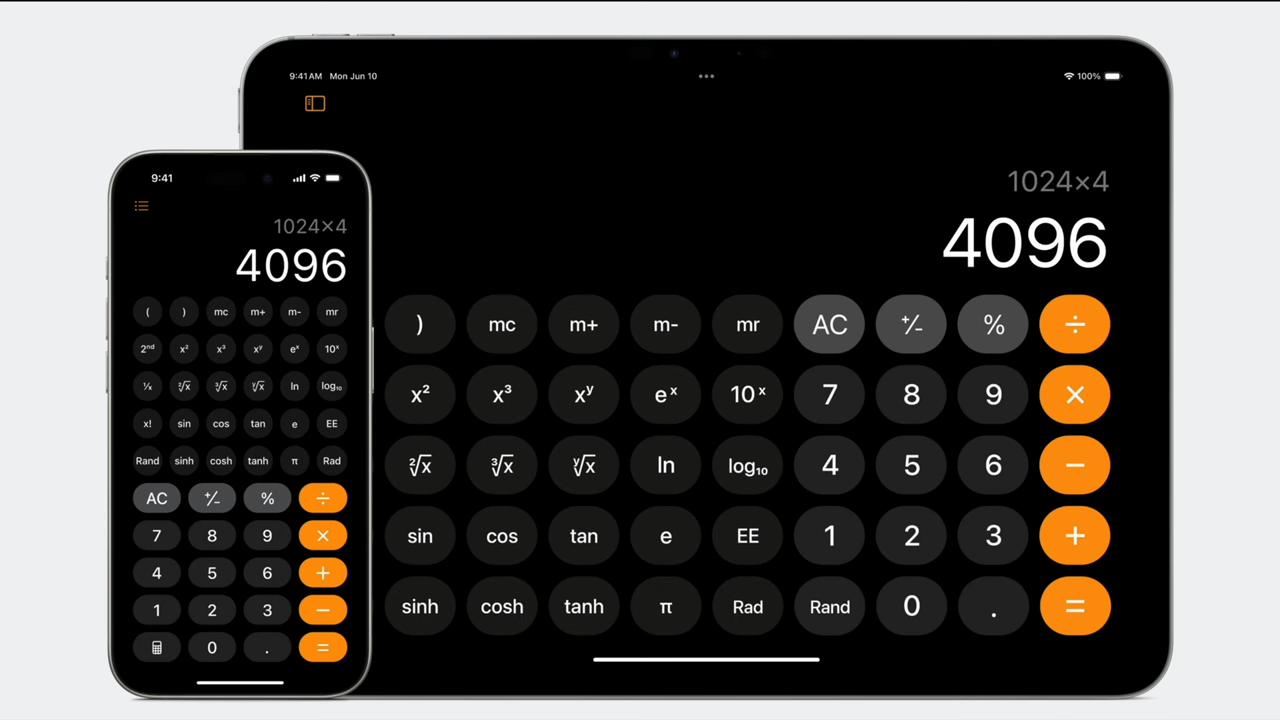 9:41 AM Mon Jun 10
100%
1024×4
4096
) mc m+ m- mr AC +/- % ÷
x² x³ xʸ eˣ 10ˣ 7 8 9 ×
²√x ³√x ʸ√x ln log₁₀ 4 5 6 −
sin cos tan e EE 1 2 3 +
sinh cosh tanh π Rad Rand 0 . =
9:41
1024×4
4096
( ) mc m+ m- mr
2ⁿᵈ x² x³ xʸ eˣ 10ˣ
¹/x ²√x ³√x ʸ√x ln log₁₀
x! sin cos tan e EE
Rand sinh cosh tanh π Rad
AC +/- % ÷
7 8 9 ×
4 5 6 +
1 2 3 −
0 . =